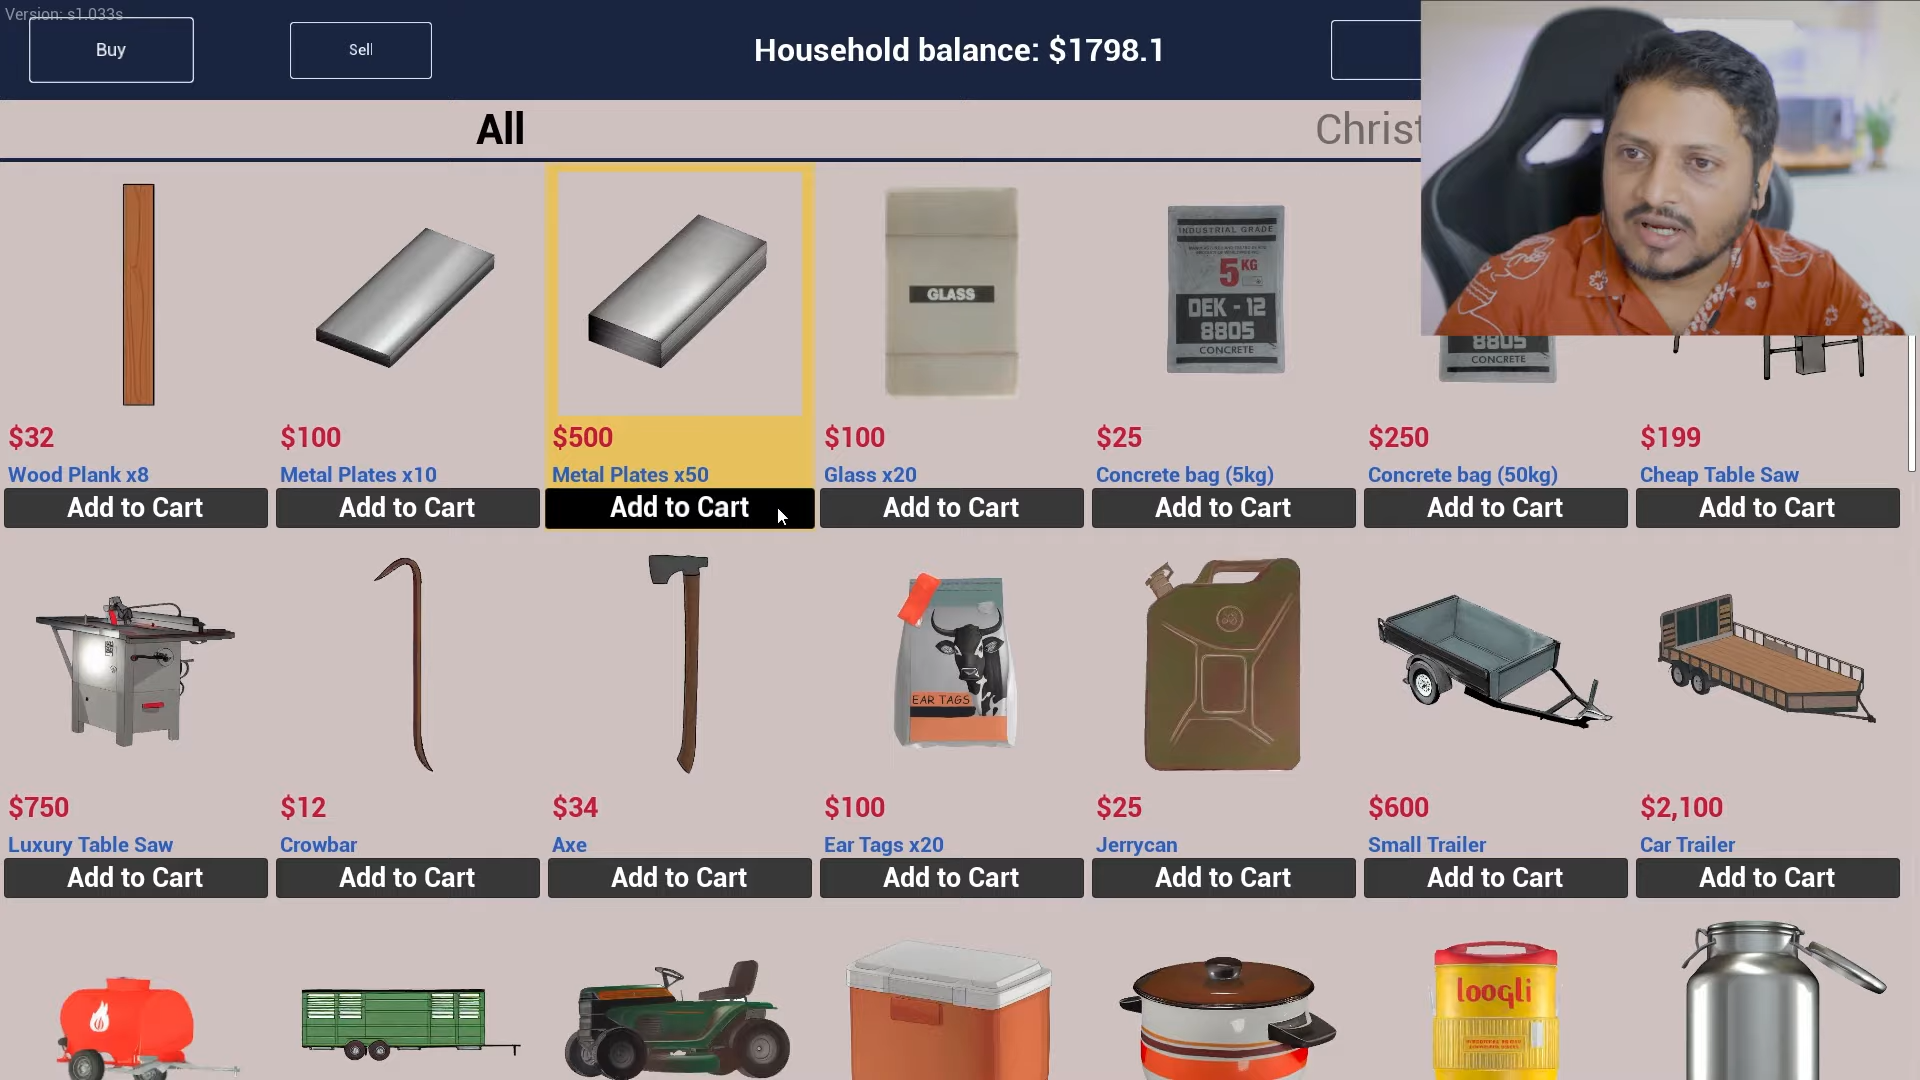 Version: s1.033s
Buy
Sell
Household balance: $1798.1
All
Christ
GLASS
INDUSTRIAL GRADE
5 KG
DEK - 12
8805
CONCRETE
8805
CONCRETE
$32
$100
$500
$100
$25
$250
$199
Wood Plank x8
Metal Plates x10
Metal Plates x50
Glass x20
Concrete bag (5kg)
Concrete bag (50kg)
Cheap Table Saw
Add to Cart
Add to Cart
Add to Cart
Add to Cart
Add to Cart
Add to Cart
Add to Cart
EAR TAGS
$750
$12
$34
$100
$25
$600
$2,100
Luxury Table Saw
Crowbar
Axe
Ear Tags x20
Jerrycan
Small Trailer
Car Trailer
Add to Cart
Add to Cart
Add to Cart
Add to Cart
Add to Cart
Add to Cart
Add to Cart
looqli